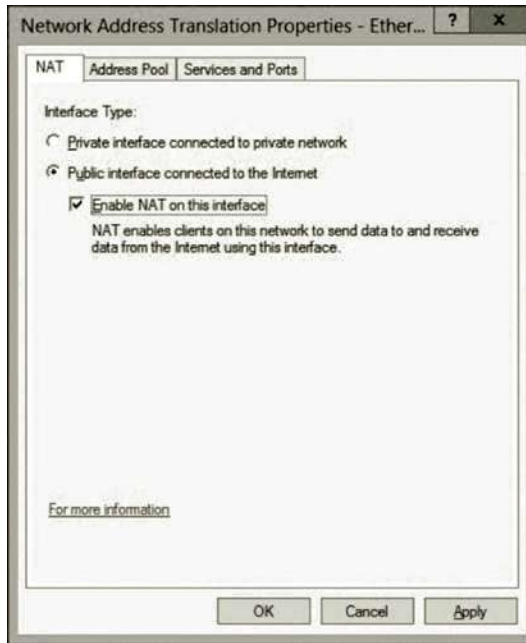 Network Address Translation Properties - Ether... ? x
NAT Address Pool Services and Ports
Interface Type:
Private interface connected to private network
Public interface connected to the Internet
Enable NAT on this interface
NAT enables clients on this network to send data to and receive
data from the Internet using this interface.
For more information
OK Cancel Apply